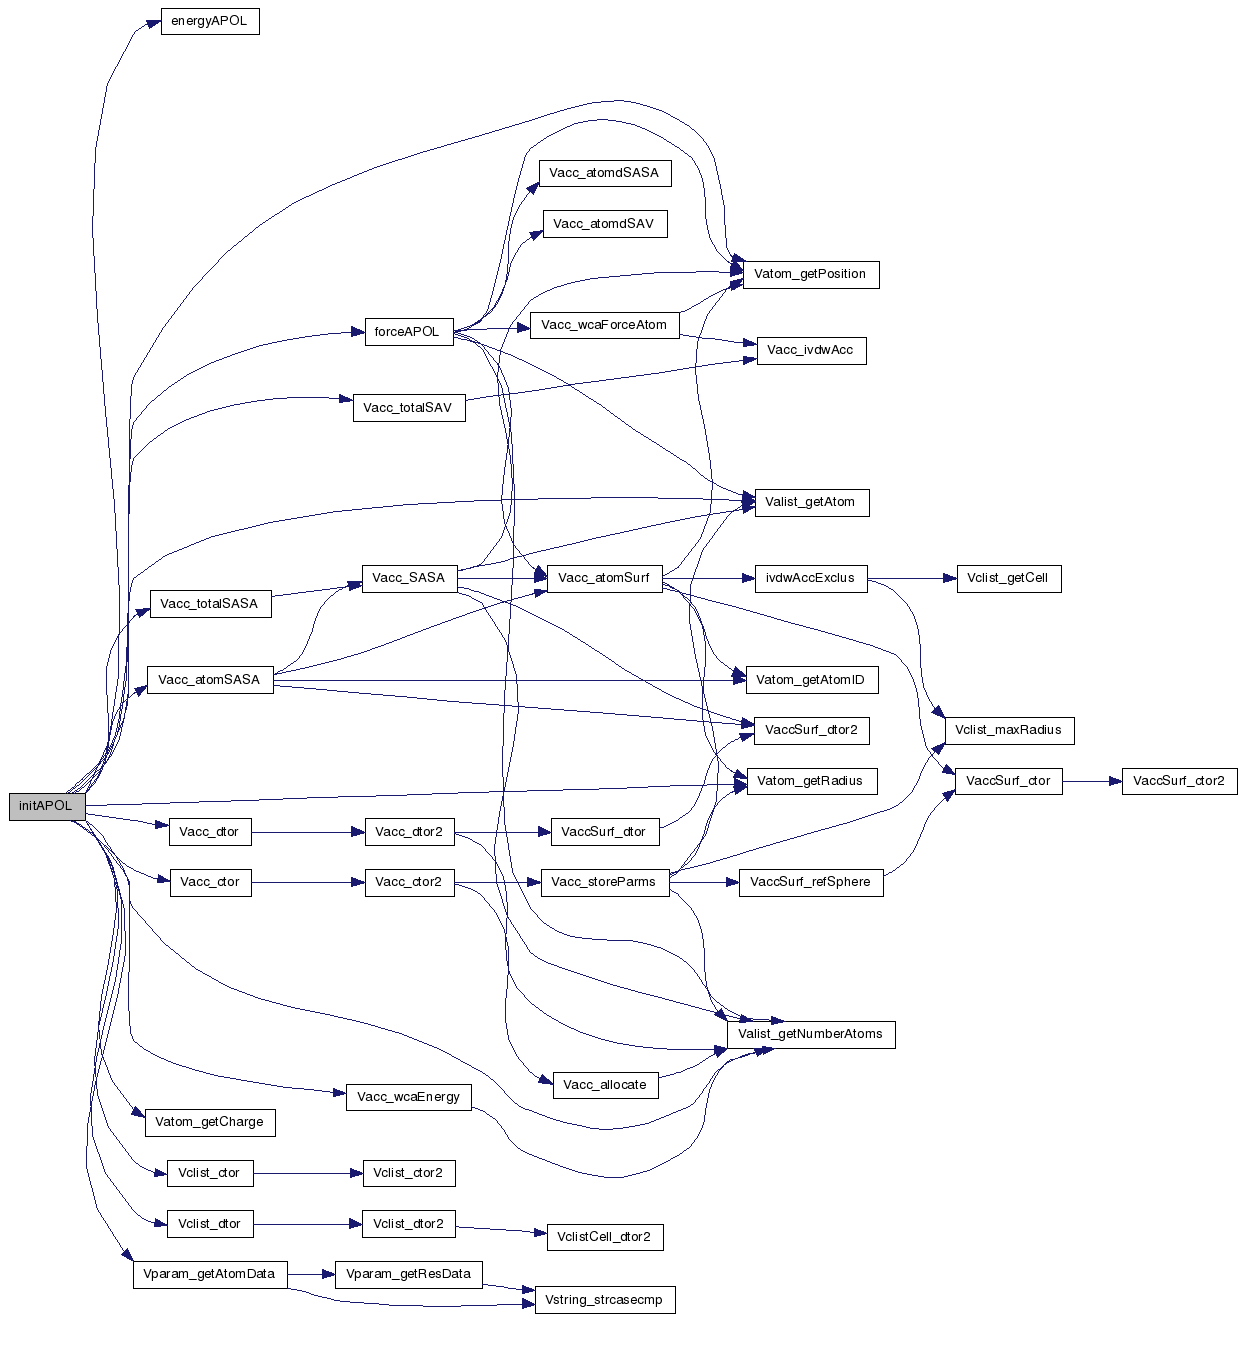 energyAPOL
Vacc_atomdSASA
Vacc_atomdSAV
Vatom_getPosition
Vacc_wcaForceAtom
forceAPOL
Vacc_ivdwAcc
Vacc_totalSAV
Valist_getAtom
Vacc_SASA
Vacc_atomSurf
ivdwAccExclus
Vclist_getCell
Vacc_totalSASA
Vacc_atomSASA
Vatom_getAtomID
VaccSurf_dtor2
Vclist_maxRadius
Vatom_getRadius
VaccSurf_ctor
VaccSurf_ctor2
initAPOL
Vacc_dtor
Vacc_dtor2
VaccSurf_dtor
Vacc_ctor
Vacc_ctor2
Vacc_storeParms
VaccSurf_refSphere
Valist_getNumberAtoms
Vacc_allocate
Vacc_wcaEnergy
Vatom_getCharge
Vclist_ctor
Vclist_ctor2
Vclist_dtor
Vclist_dtor2
VclistCell_dtor2
Vparam_getAtomData
Vparam_getResData
Vstring_strcasecmp